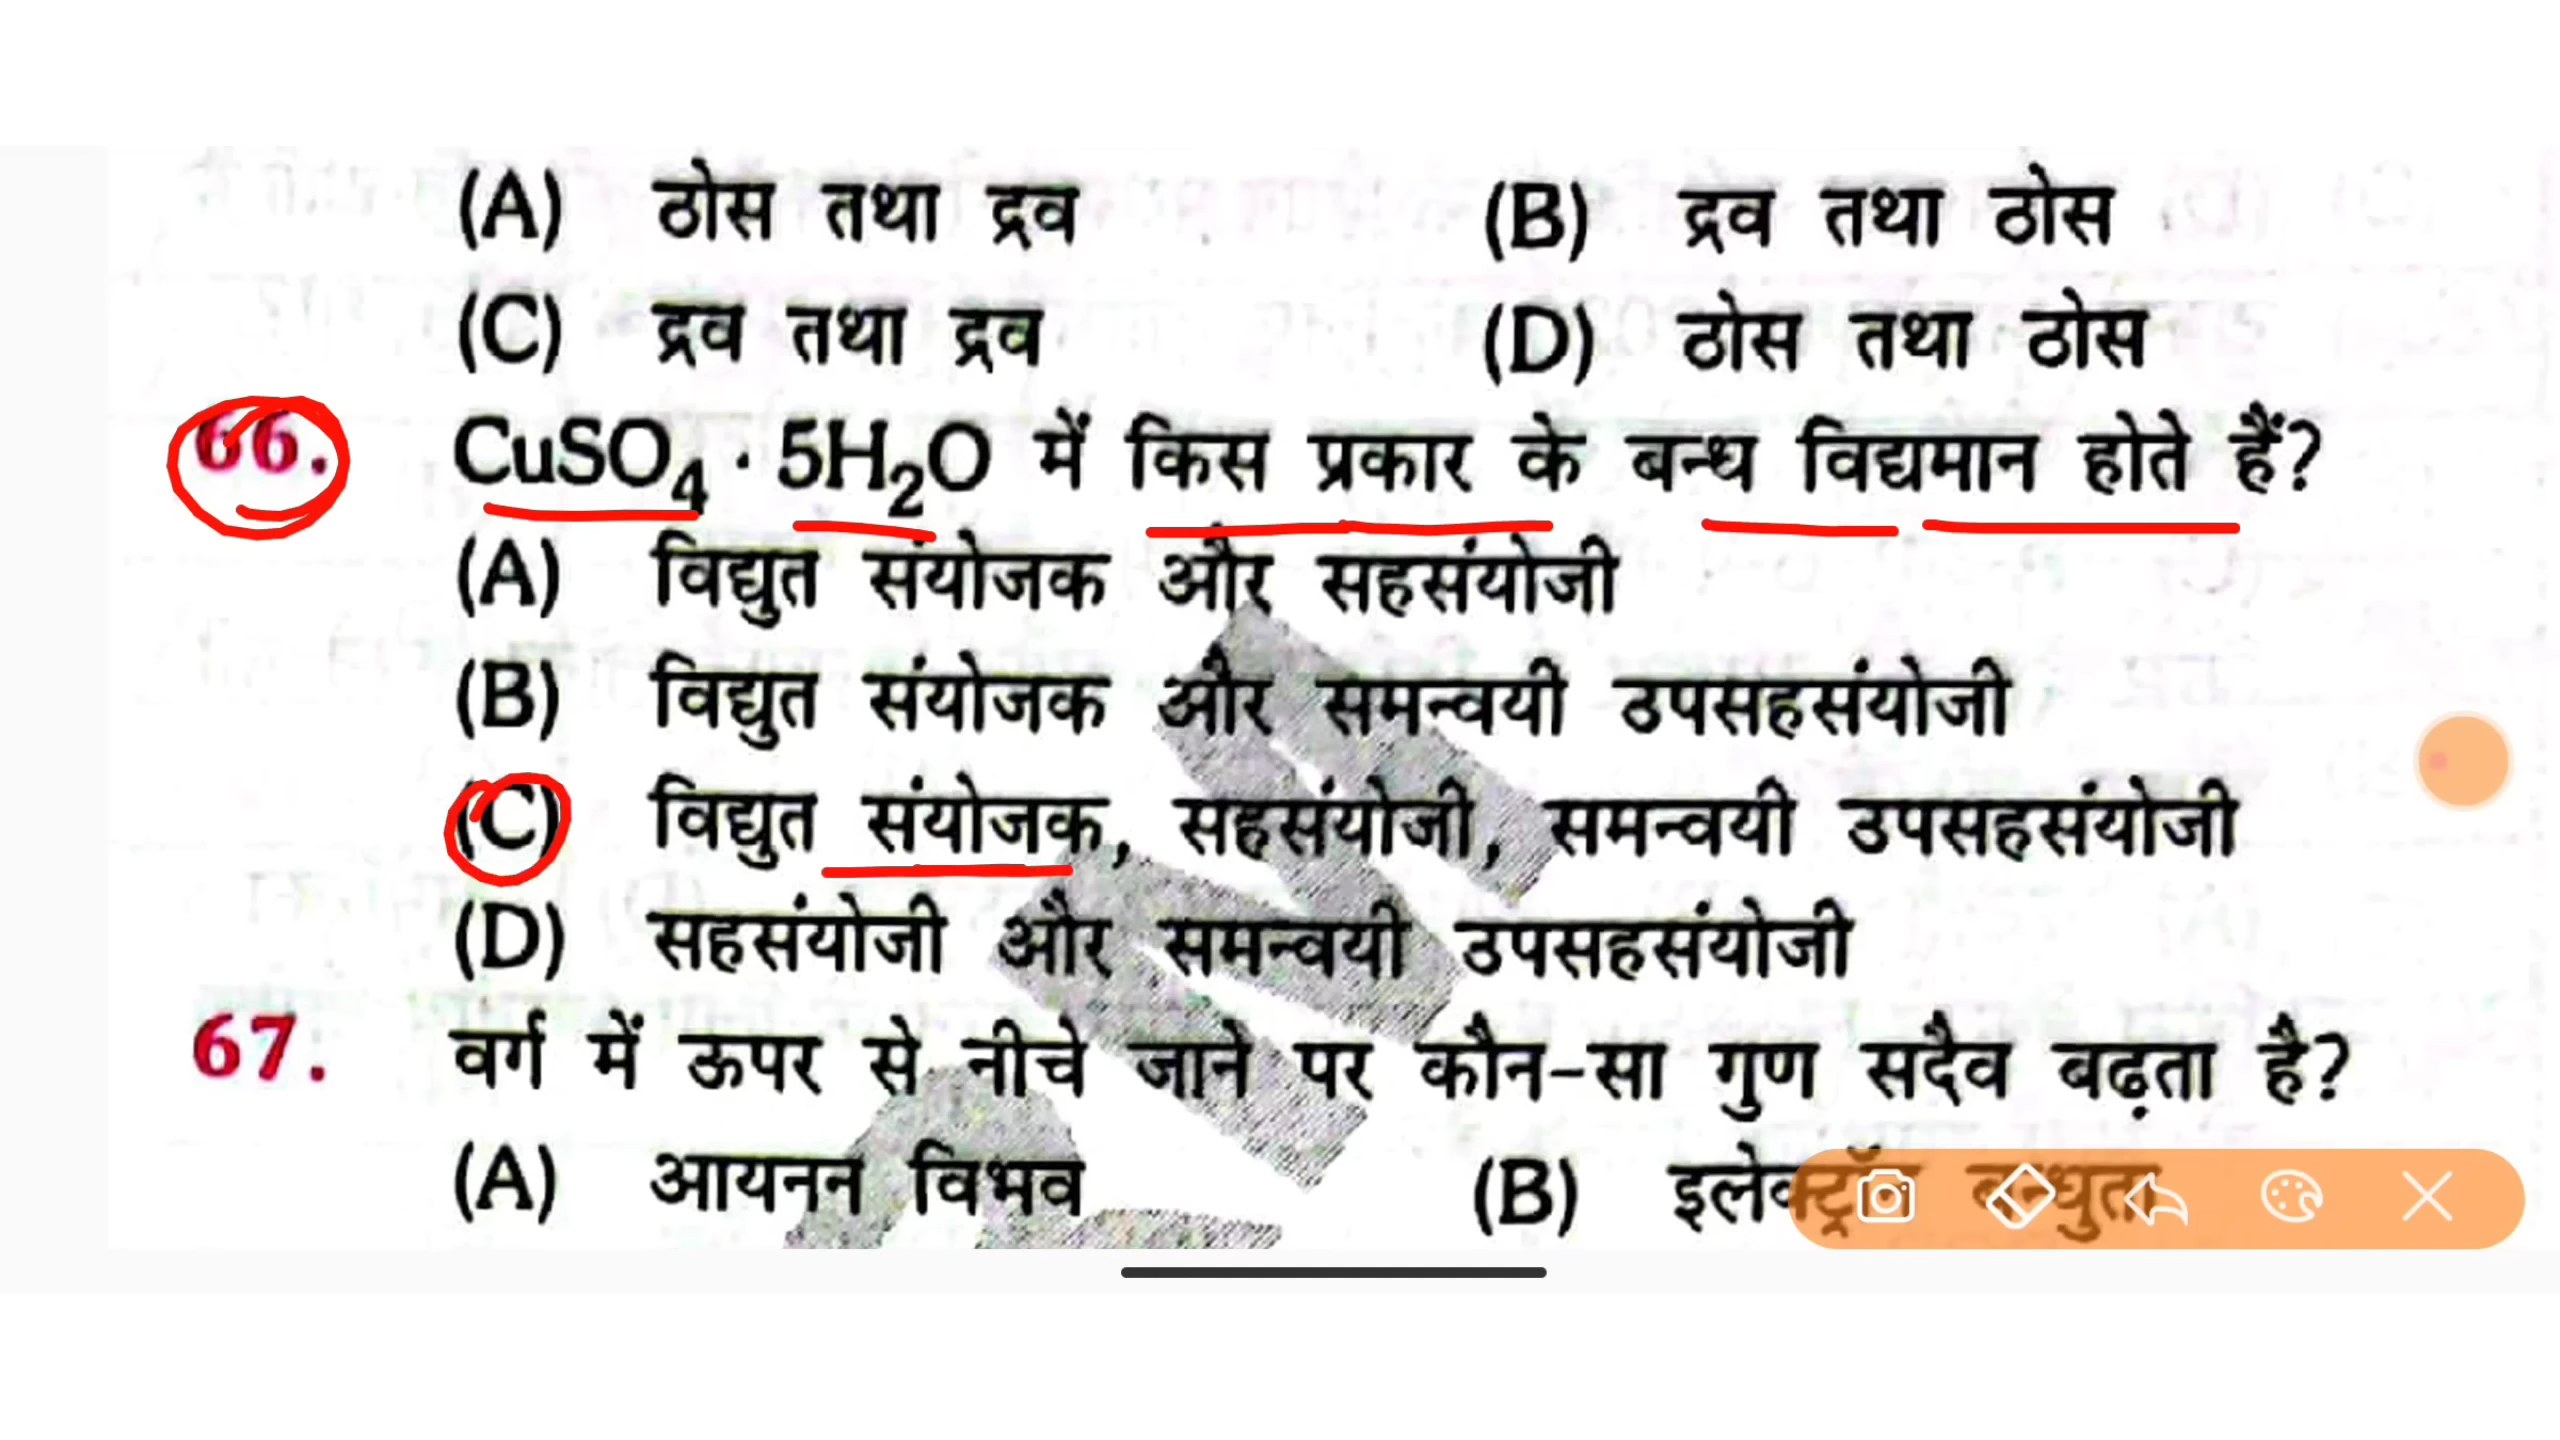 (A) ठोस तथा द्रव (B) द्रव तथा ठोस
(C) द्रव तथा द्रव (D) ठोस तथा ठोस
66. CuSO₄ · 5H₂O में किस प्रकार के बन्ध विद्यमान होते हैं?
(A) विद्युत संयोजक और सहसंयोजी
(B) विद्युत संयोजक और समन्वयी उपसहसंयोजी
(C) विद्युत संयोजक, सहसंयोजी, समन्वयी उपसहसंयोजी
(D) सहसंयोजी और समन्वयी उपसहसंयोजी
67. वर्ग में ऊपर से नीचे जाने पर कौन-सा गुण सदैव बढ़ता है?
(A) आयनन विभव (B) इलेक्ट्रॉन बन्धुता